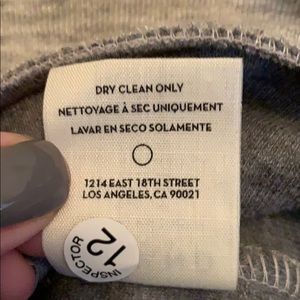 DRY CLEAN ONLY
NETTOYAGE À SEC UNIQUEMENT
LAVAR EN SECO SOLAMENTE
1214 EAST 18TH STREET
LOS ANGELES, CA 90021
12
INSPECTOR